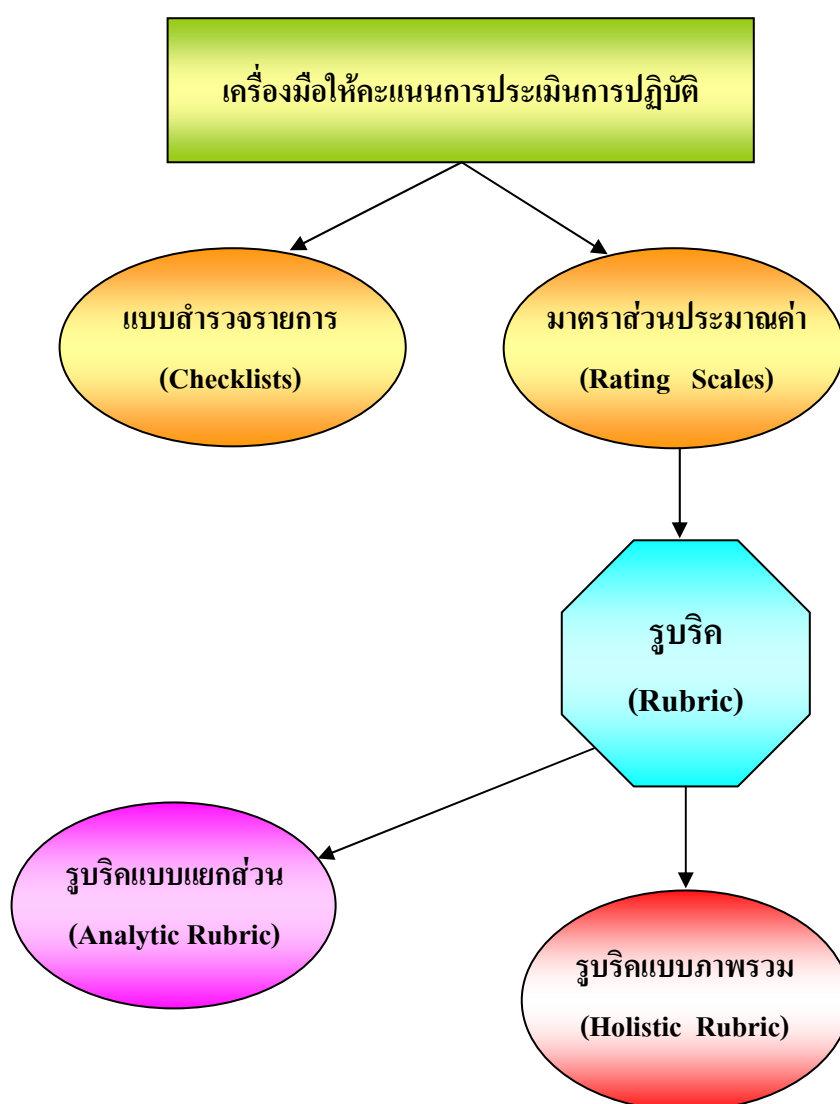 เครื่องมือให้คะแนนการประเมินการปฏิบัติ
แบบสำรวจรายการ
(Checklists)
มาตราส่วนประมาณค่า
(Rating Scales)
รูบริค
(Rubric)
รูบริคแบบแยกส่วน
(Analytic Rubric)
รูบริคแบบภาพรวม
(Holistic Rubric)